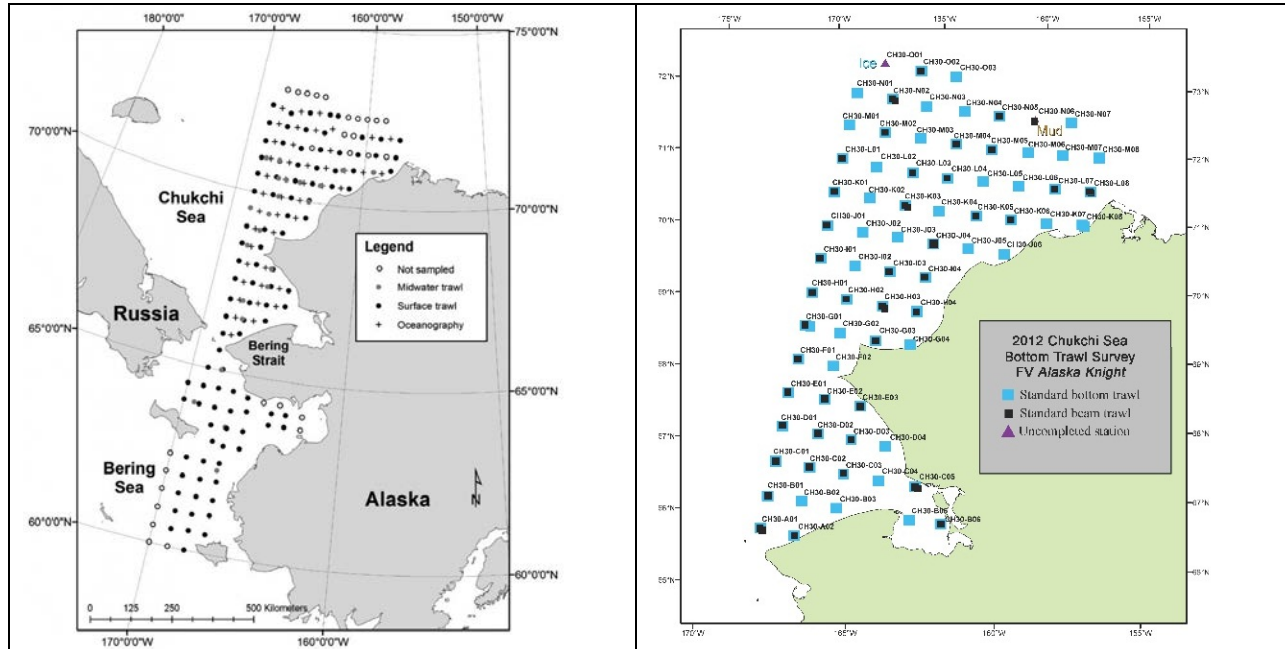 180°0'0"
170°0'0"W
160°0'0"W
150°0'0"W
75°0'0"N
70°00'0"N
Chukchi
Sea
70°0'0"N
Legend
Not sampled
Midwater trawl
Surface trawl
Oceanography
Russia
65°00'0"N
Bering
Strait
65°0'0"N
Bering
Sea
Alaska
N
60°0'0"N
60°0'0"N
0 125 250 500 Kilometers
170°0'0"W
160°0'0"W
175°W
170°W
160°W
155°W
CH30-O01
Ice
CH30-O02
CH30-O03
72°N
73°N
CH30-N01
CH30-N02
CH30-N03
CH30-N04
CH30-N05
CH30-N06
CH30-N07
Mud
CH30-M01
CH30-M02
CH30-M03
CH30-M04
CH30-M05
CH30-M06
CH30-M07
CH30-M08
71°N
72°N
CH30-L01
CH30-L02
CH30-L03
CH30-L04
CH30-L05
CH30-L06
CH30-L07
CH30-L08
CH30-K01
CH30-K02
CH30-K03
CH30-K04
CH30-K05
CH30-K06
CH30-K07
CH30-K08
70°N
71°N
CH30-J01
CH30-J02
CH30-J03
CH30-J04
CH30-J05
CH30-J06
CH30-I01
CH30-I02
CH30-I03
CH30-I04
70°N
CH30-H01
CH30-H02
CH30-H03
CH30-H04
CH30-G01
CH30-G02
CH30-G03
CH30-G04
CH30-F01
CH30-F02
2012 Chukchi Sea
Bottom Trawl Survey
FV Alaska Knight
Standard bottom trawl
Standard beam trawl
Uncompleted station
CH30-E01
CH30-E02
CH30-E03
CH30-D01
CH30-D02
CH30-D03
CH30-D04
CH30-C01
CH30-C02
CH30-C03
CH30-C04
CH30-C05
CH30-B01
CH30-B02
CH30-B03
CH30-B06
CH30-A01
CH30-A02
170°W
165°W
160°W
155°W